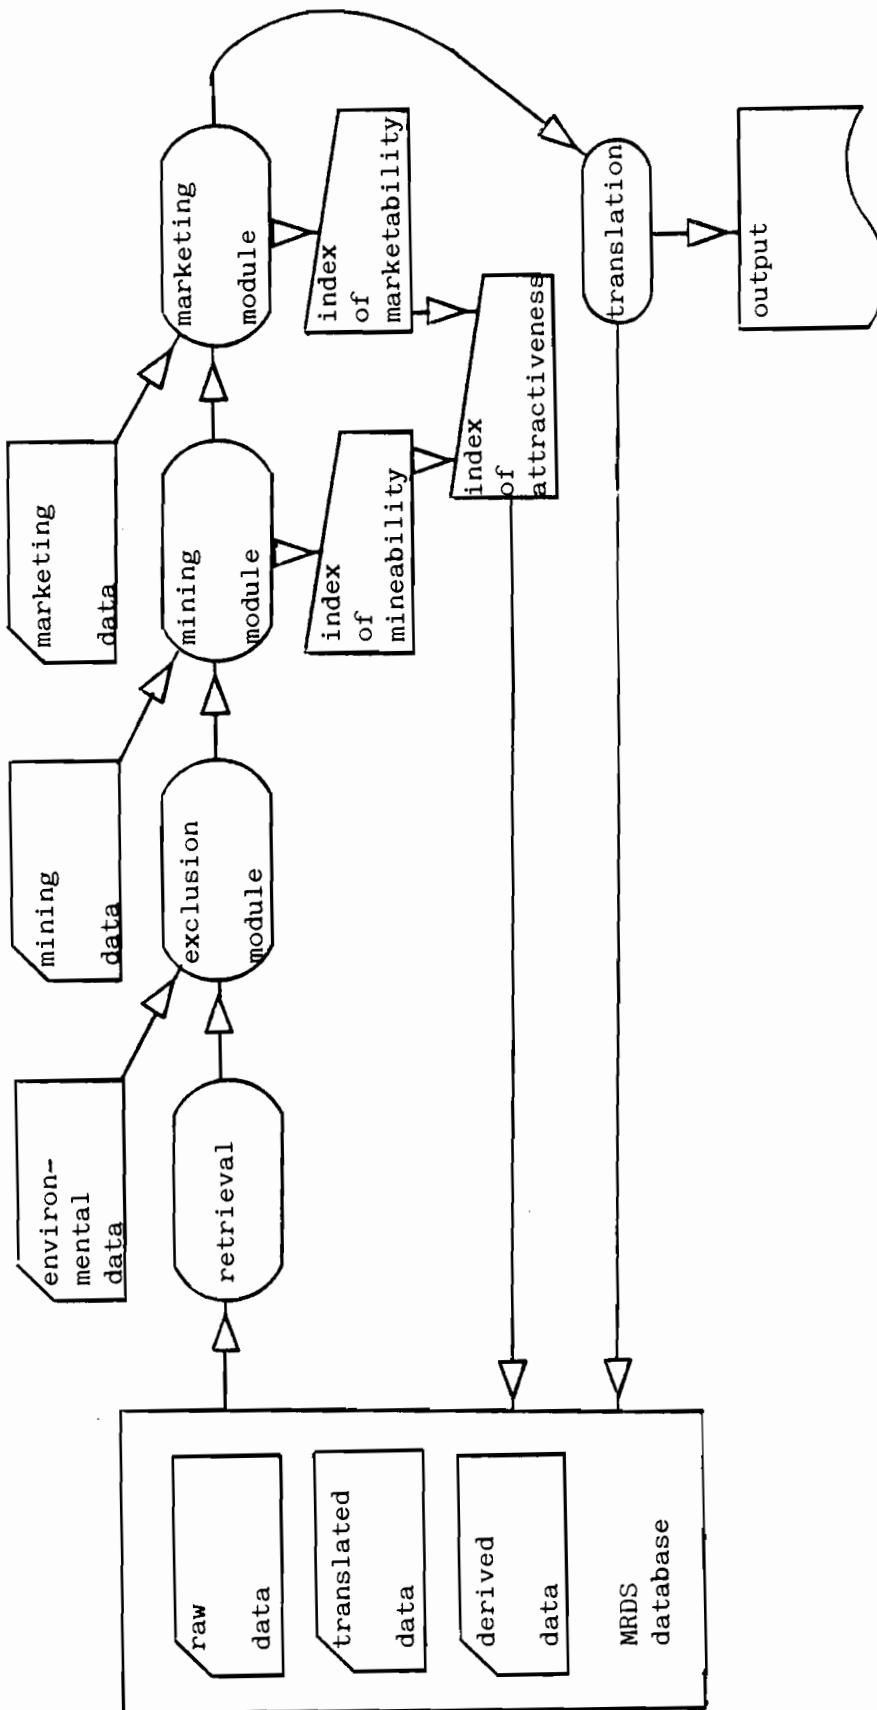 environ-
mental
data
mining
data
marketing
data
raw
data
retrieval
exclusion
module
mining
module
marketing
module
translated
data
index
of
mineability
index
of
marketability
derived
data
index
of
attractiveness
MRDS
database
translation
output